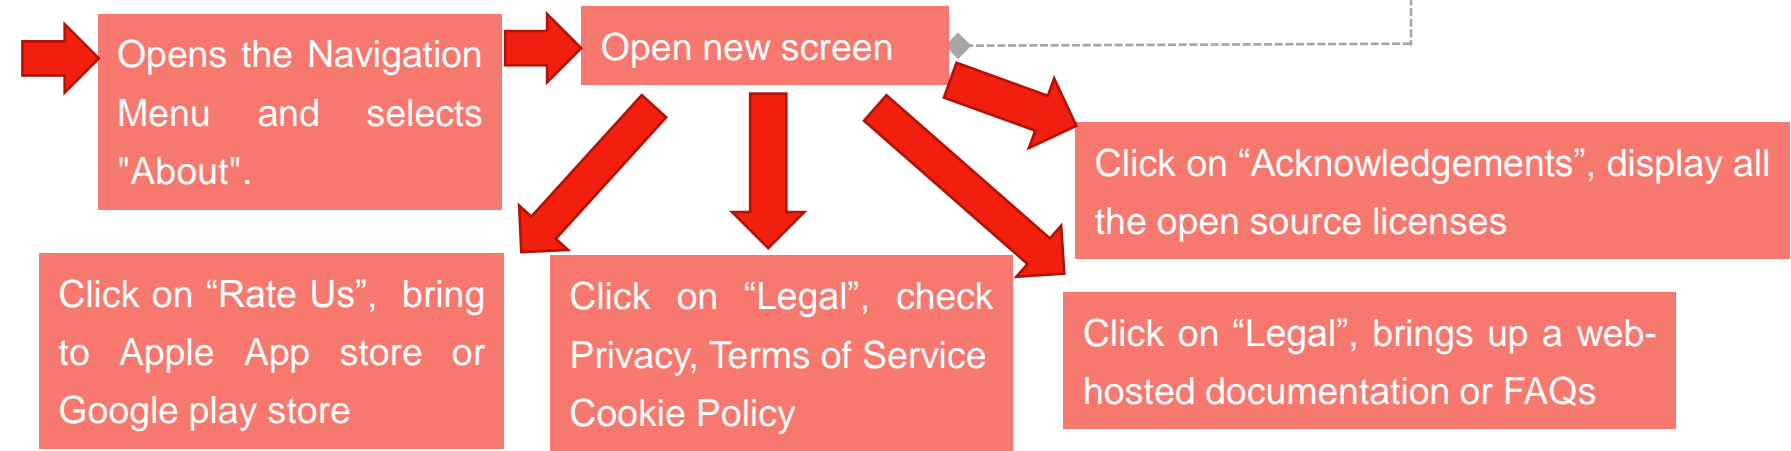 Opens the Navigation
Menu and selects
"About".
Open new screen
Click on “Acknowledgements”, display all
the open source licenses
Click on “Rate Us”, bring
to Apple App store or
Google play store
Click on “Legal”, check
Privacy, Terms of Service
Cookie Policy
Click on “Legal”, brings up a web-
hosted documentation or FAQs